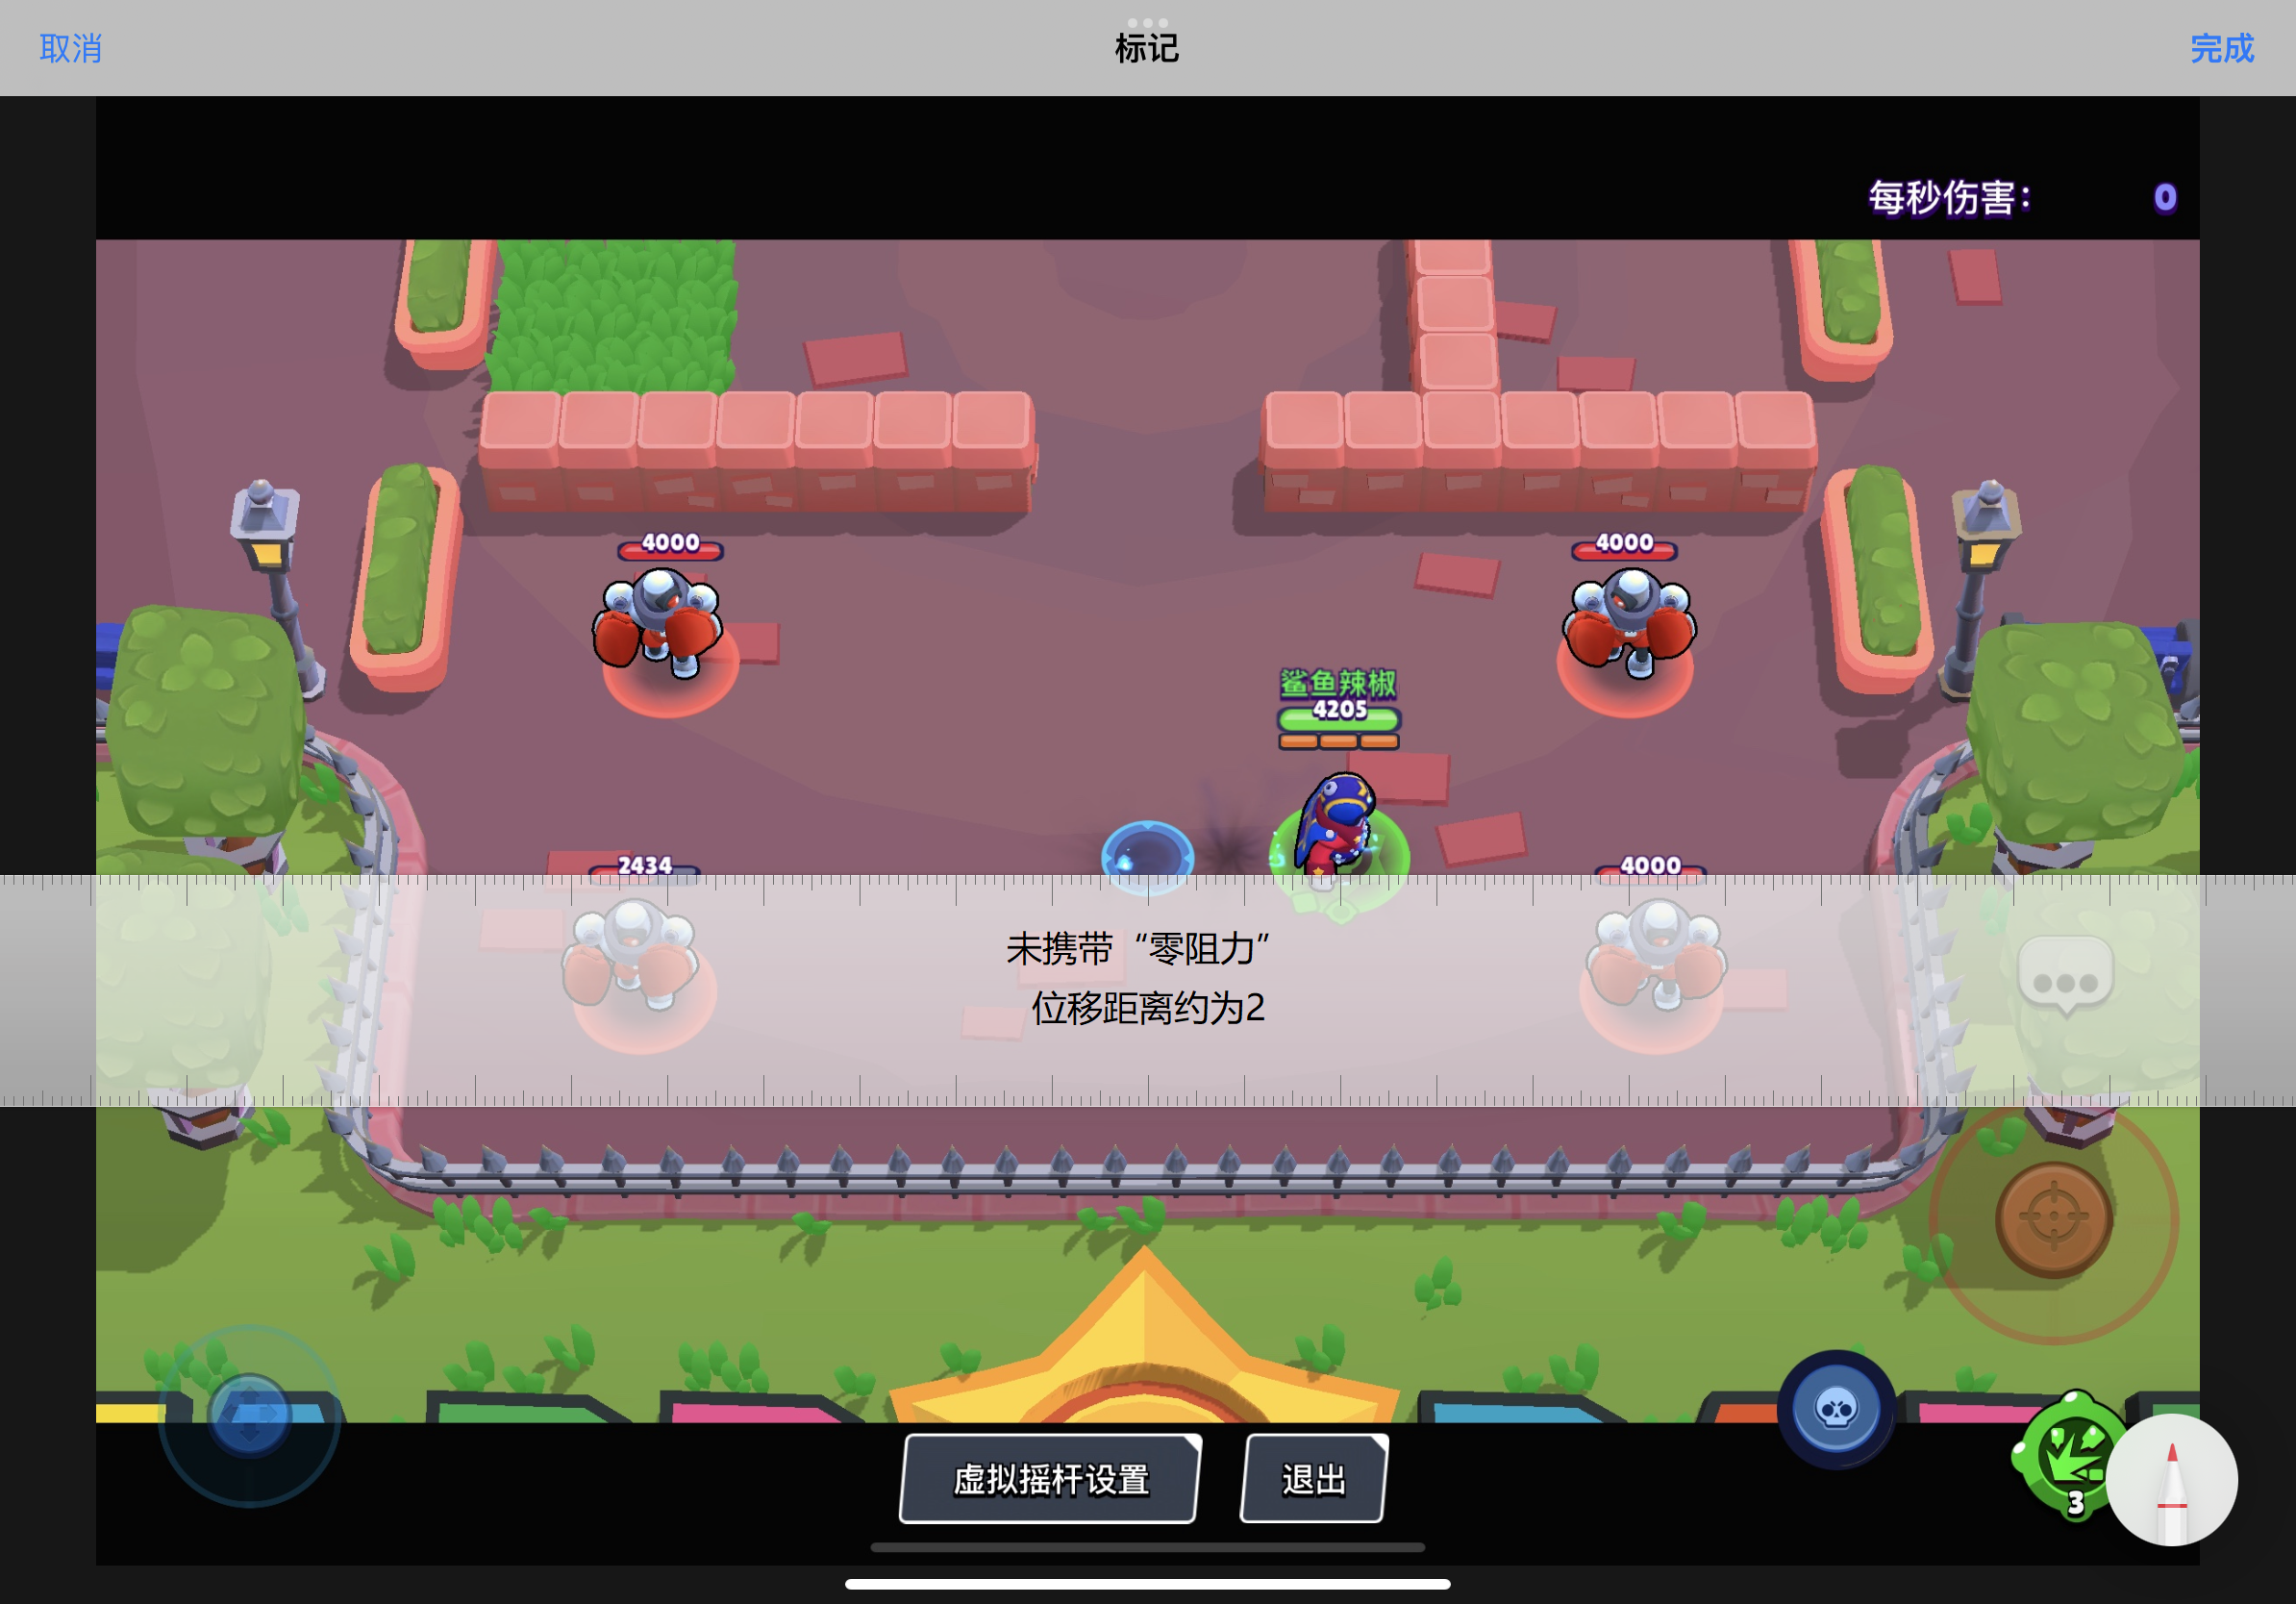 取消
标记
完成
每秒伤害： 0
4000
4000
鲨鱼辣椒
4205
2434
4000
未携带“零阻力”
位移距离约为2
虚拟摇杆设置
退出
3